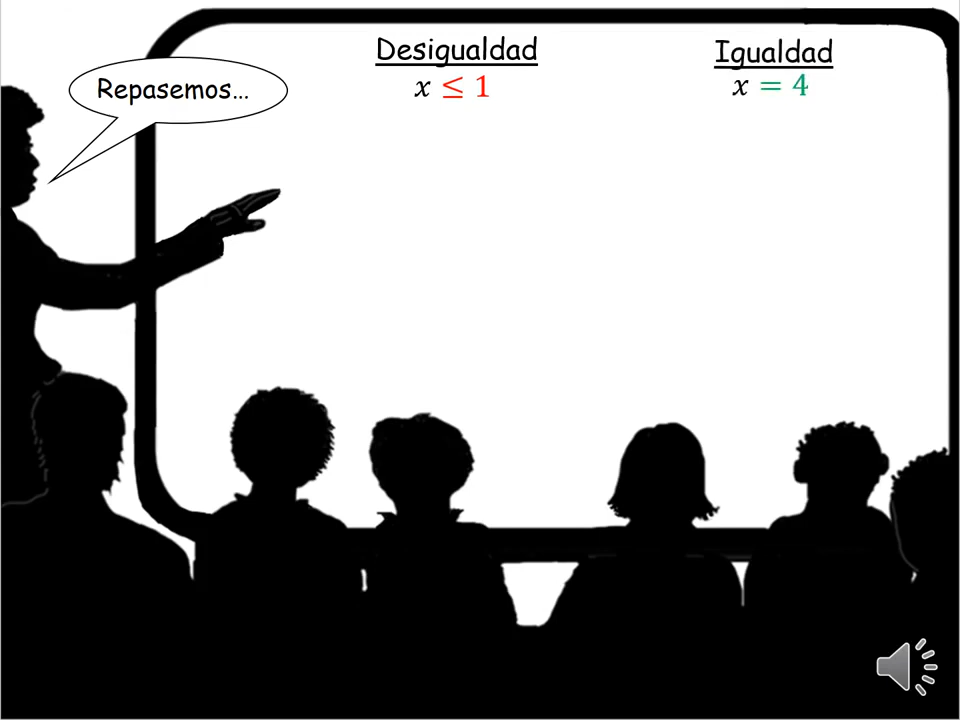 Repasemos...
Desigualdad
x ≤ 1
Igualdad
x = 4